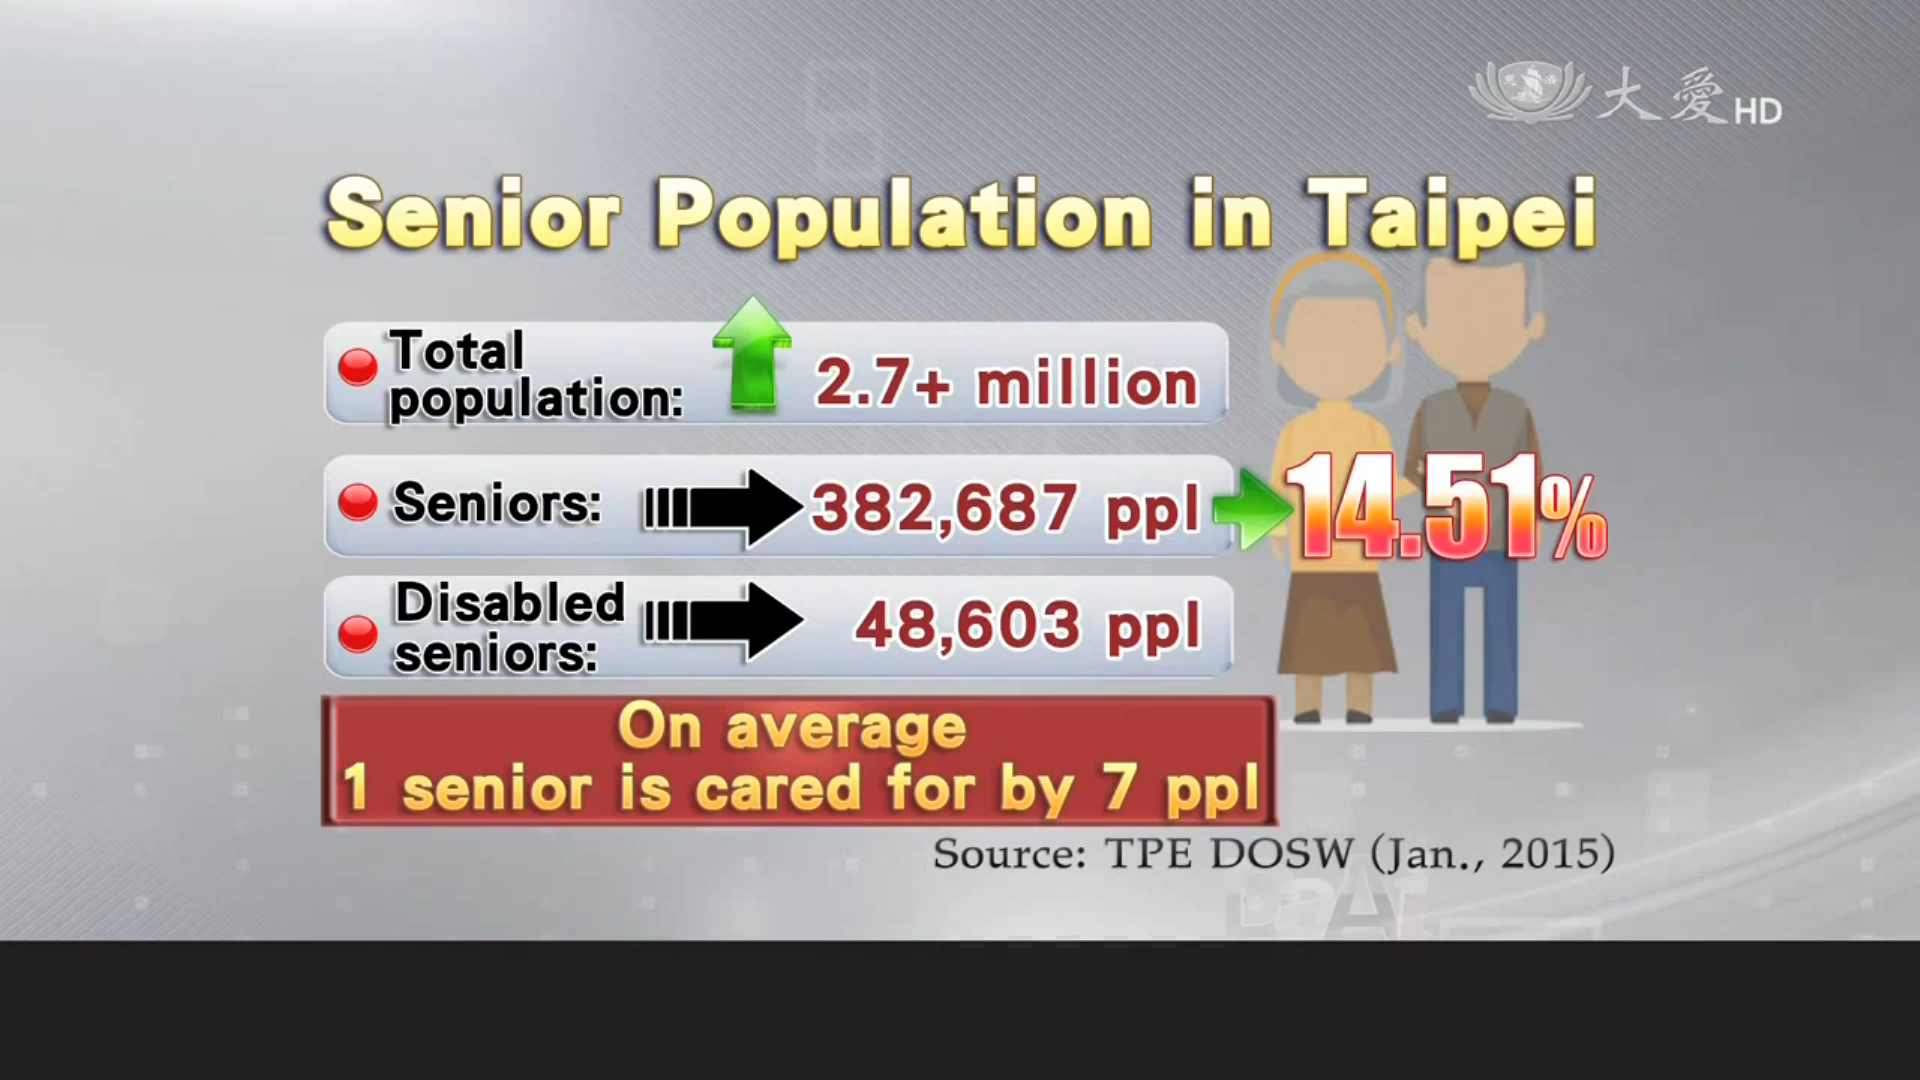 大愛HD
Senior Population in Taipei
Total
population: 2.7+ million
Seniors: 382,687 ppl 14.51%
Disabled
seniors: 48,603 ppl
On average
1 senior is cared for by 7 ppl
Source: TPE DOSW (Jan., 2015)